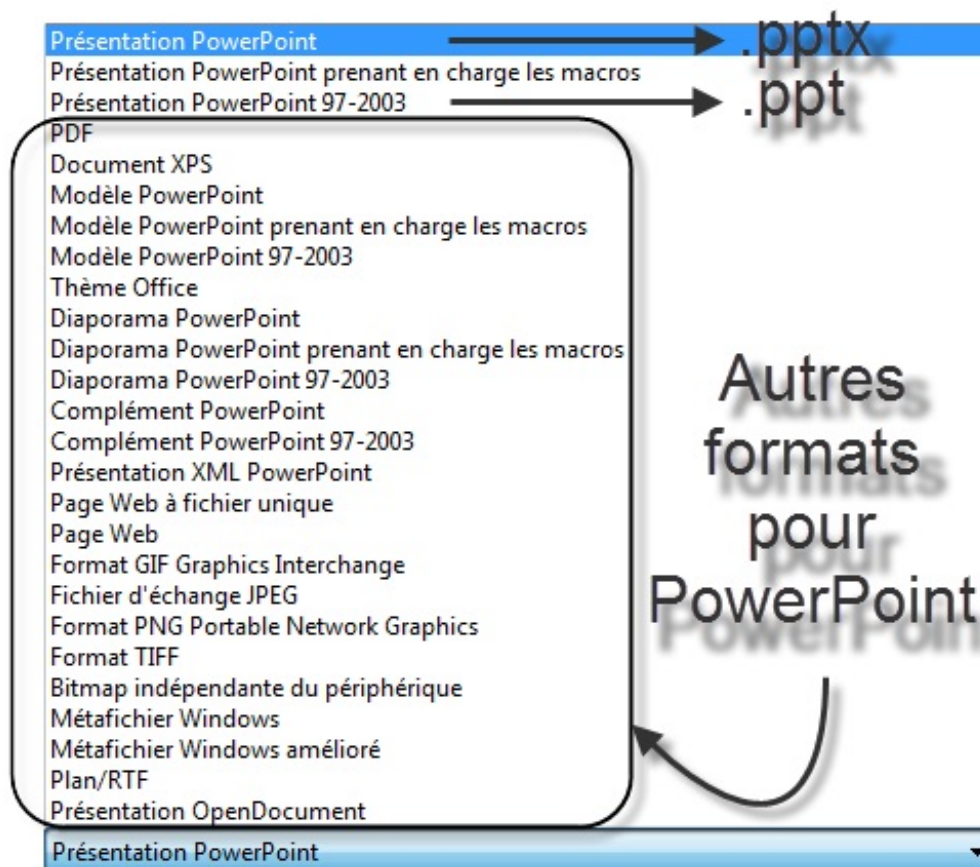 Présentation PowerPoint .pptx
Présentation PowerPoint prenant en charge les macros
Présentation PowerPoint 97-2003 .ppt
PDF
Document XPS
Modèle PowerPoint
Modèle PowerPoint prenant en charge les macros
Modèle PowerPoint 97-2003
Thème Office
Diaporama PowerPoint
Diaporama PowerPoint prenant en charge les macros
Diaporama PowerPoint 97-2003
Complément PowerPoint
Complément PowerPoint 97-2003
Présentation XML PowerPoint
Page Web à fichier unique
Page Web
Format GIF Graphics Interchange
Fichier d'échange JPEG
Format PNG Portable Network Graphics
Format TIFF
Bitmap indépendante du périphérique
Métafichier Windows
Métafichier Windows amélioré
Plan/RTF
Présentation OpenDocument
Autres
formats
pour
PowerPoint
Présentation PowerPoint